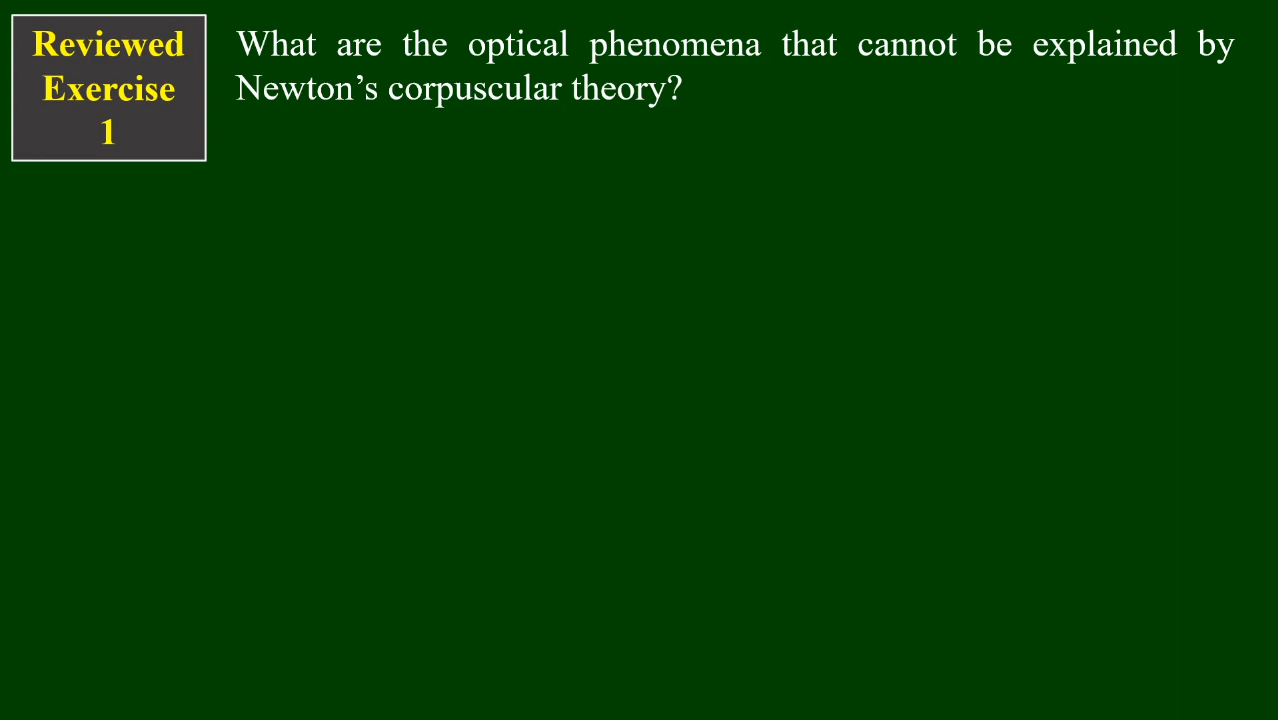 Reviewed
Exercise
1
What are the optical phenomena that cannot be explained by
Newton’s corpuscular theory?